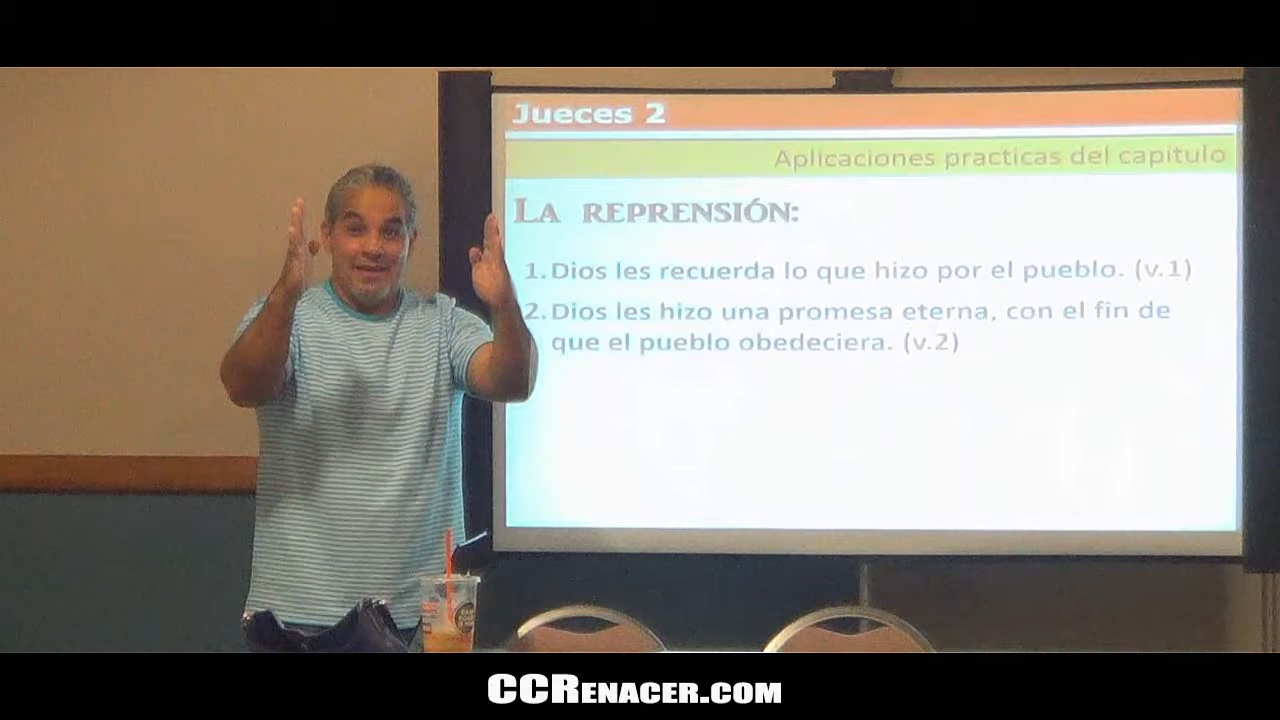 Jueces 2
Aplicaciones practicas del capitulo
LA REPRENSIÓN:
1. Dios les recuerda lo que hizo por el pueblo. (v.1)
2. Dios les hizo una promesa eterna, con el fin de
que el pueblo obedeciera. (v.2)
CCRENACER.COM